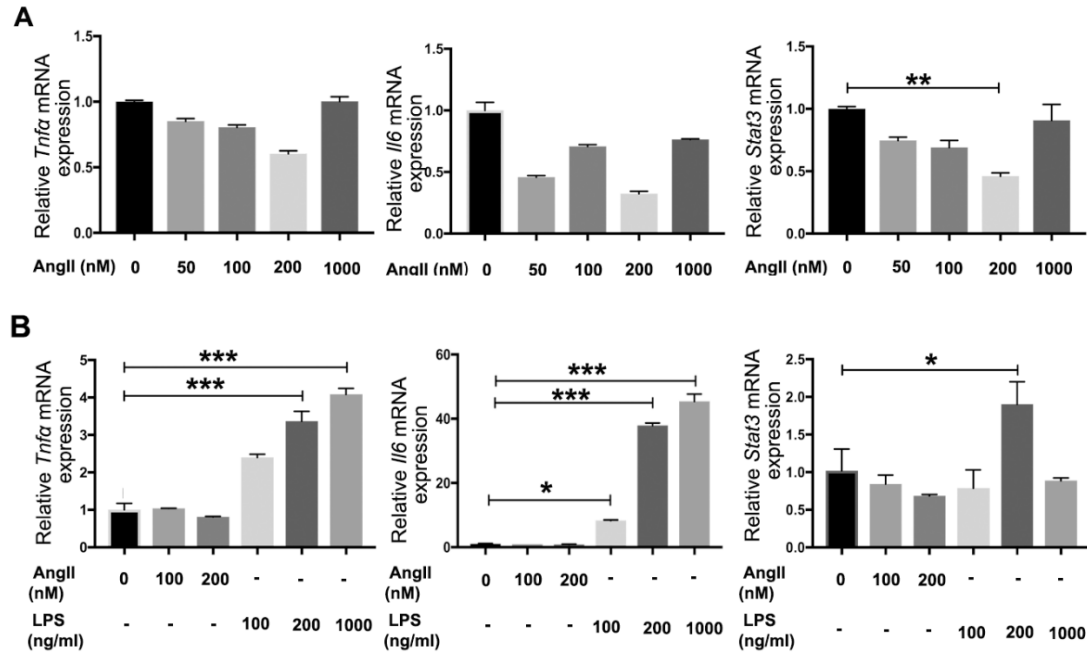 A
Relative Tnfα mRNA
expression
1.5
1.0
0.5
0.0
AngII (nM) 0 50 100 200 1000
Relative Il6 mRNA
expression
1.5
1.0
0.5
0.0
AngII (nM) 0 50 100 200 1000
Relative Stat3 mRNA
expression
1.5
1.0
0.5
0.0
**
AngII (nM) 0 50 100 200 1000
B
Relative Tnfα mRNA
expression
5
4
3
2
1
0
***
***
AngII
(nM)
0 100 200 - - -
LPS
(ng/ml)
- - - 100 200 1000
Relative Il6 mRNA
expression
60
40
20
0
***
***
*
AngII
(nM)
0 100 200 - - -
LPS
(ng/ml)
- - - 100 200 1000
Relative Stat3 mRNA
expression
2.5
2.0
1.5
1.0
0.5
0.0
*
AngII
(nM)
0 100 200 - - -
LPS
(ng/ml)
- - - 100 200 1000